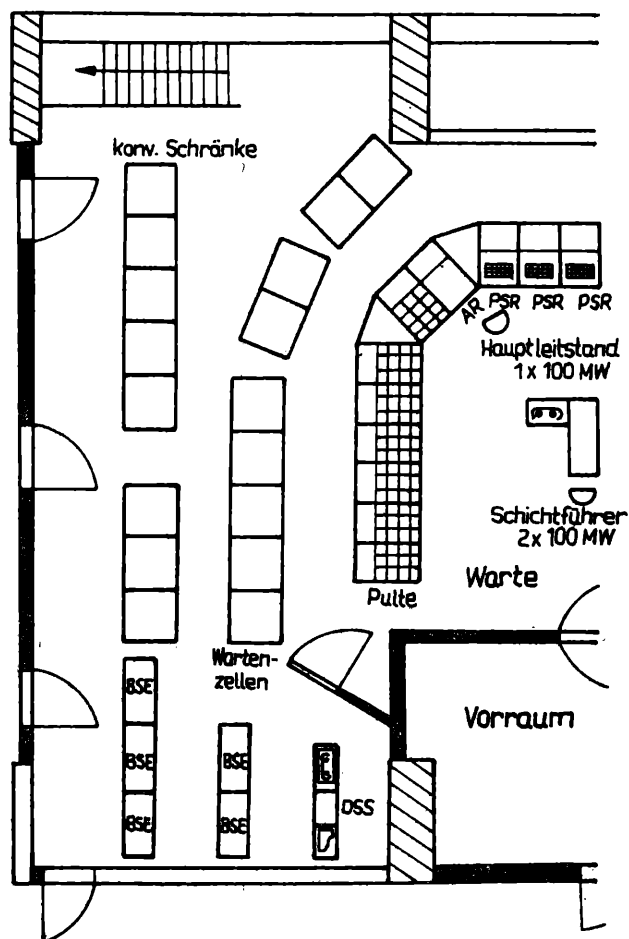 konv. Schränke
AR PSR PSR PSR
Hauptleitstand
1 x 100 MW
Schichtführer
2 x 100 MW
Warte
Pulte
Warten-
zellen
Vorraum
BSE
BSE BSE
DSS
BSE BSE